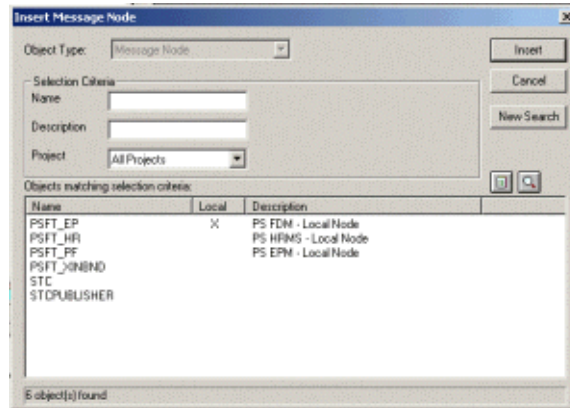 Insert Message Node
Object Type: Message Node
Insert
Selection Criteria
Cancel
Name
New Search
Description
Project All Projects
Objects matching selection criteria:
Name Local Description
PSFT_EP X PS FDM - Local Node
PSFT_HR PS HRMS - Local Node
PSFT_PF PS EPM - Local Node
PSFT_XINBND
STC
STCPUBLISHER
6 object(s) found